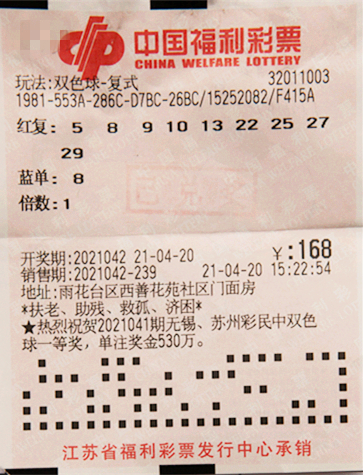 中国福利彩票
CHINA WELFARE LOTTERY
玩法:双色球-复式 32011003
1981-553A-286C-D7BC-26BC/15252082/F415A
红复: 5 8 9 10 13 22 25 27
29
蓝单: 8
倍数:1
已兑奖
开奖期:2021042 21-04-20 ¥:168
销售期:2021042-239 21-04-20 15:22:54
地址:雨花台区西善花苑社区门面房
*扶老、助残、救孤、济困*
★热烈祝贺2021041期无锡、苏州彩民中双色
球一等奖，单注奖金530万。
江苏省福利彩票发行中心承销